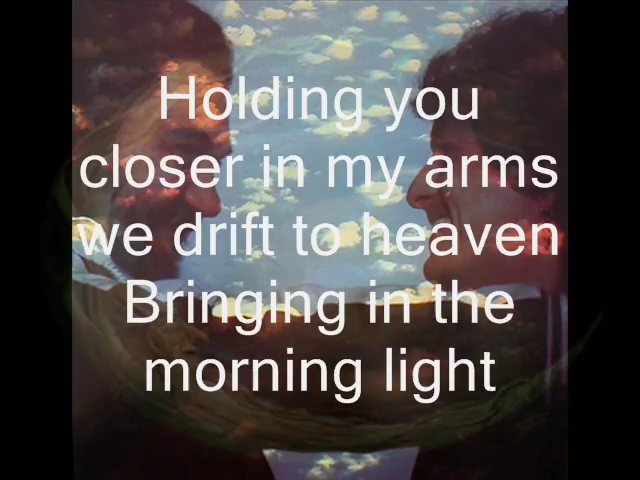 Holding you
closer in my arms
we drift to heaven
Bringing in the
morning light